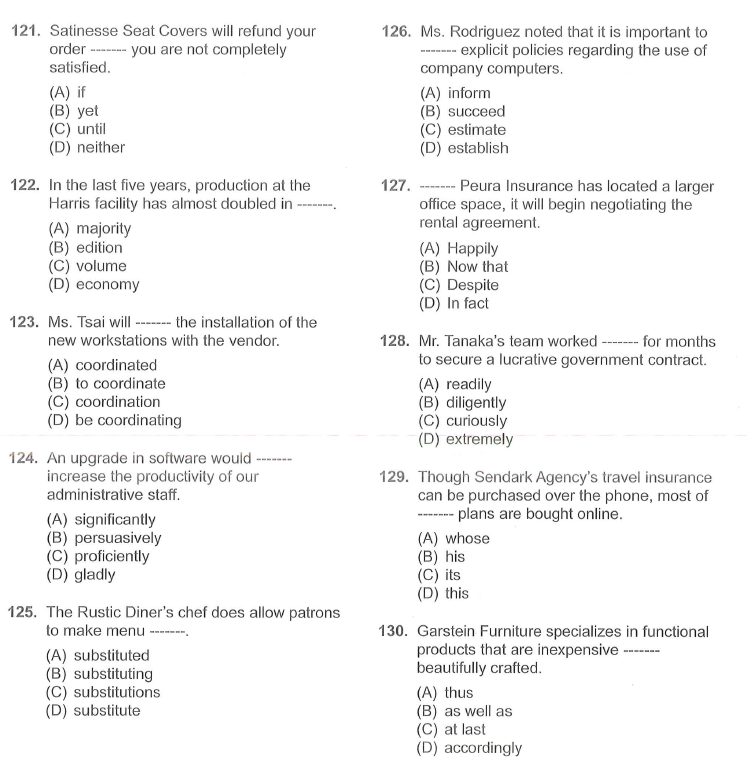 121. Satinesse Seat Covers will refund your
order ------- you are not completely
satisfied.
(A) if
(B) yet
(C) until
(D) neither
122. In the last five years, production at the
Harris facility has almost doubled in -------.
(A) majority
(B) edition
(C) volume
(D) economy
123. Ms. Tsai will ------- the installation of the
new workstations with the vendor.
(A) coordinated
(B) to coordinate
(C) coordination
(D) be coordinating
124. An upgrade in software would -------
increase the productivity of our
administrative staff.
(A) significantly
(B) persuasively
(C) proficiently
(D) gladly
125. The Rustic Diner's chef does allow patrons
to make menu -------.
(A) substituted
(B) substituting
(C) substitutions
(D) substitute
126. Ms. Rodriguez noted that it is important to
------- explicit policies regarding the use of
company computers.
(A) inform
(B) succeed
(C) estimate
(D) establish
127. ------- Peura Insurance has located a larger
office space, it will begin negotiating the
rental agreement.
(A) Happily
(B) Now that
(C) Despite
(D) In fact
128. Mr. Tanaka's team worked ------- for months
to secure a lucrative government contract.
(A) readily
(B) diligently
(C) curiously
(D) extremely
129. Though Sendark Agency's travel insurance
can be purchased over the phone, most of
------- plans are bought online.
(A) whose
(B) his
(C) its
(D) this
130. Garstein Furniture specializes in functional
products that are inexpensive -------
beautifully crafted.
(A) thus
(B) as well as
(C) at last
(D) accordingly